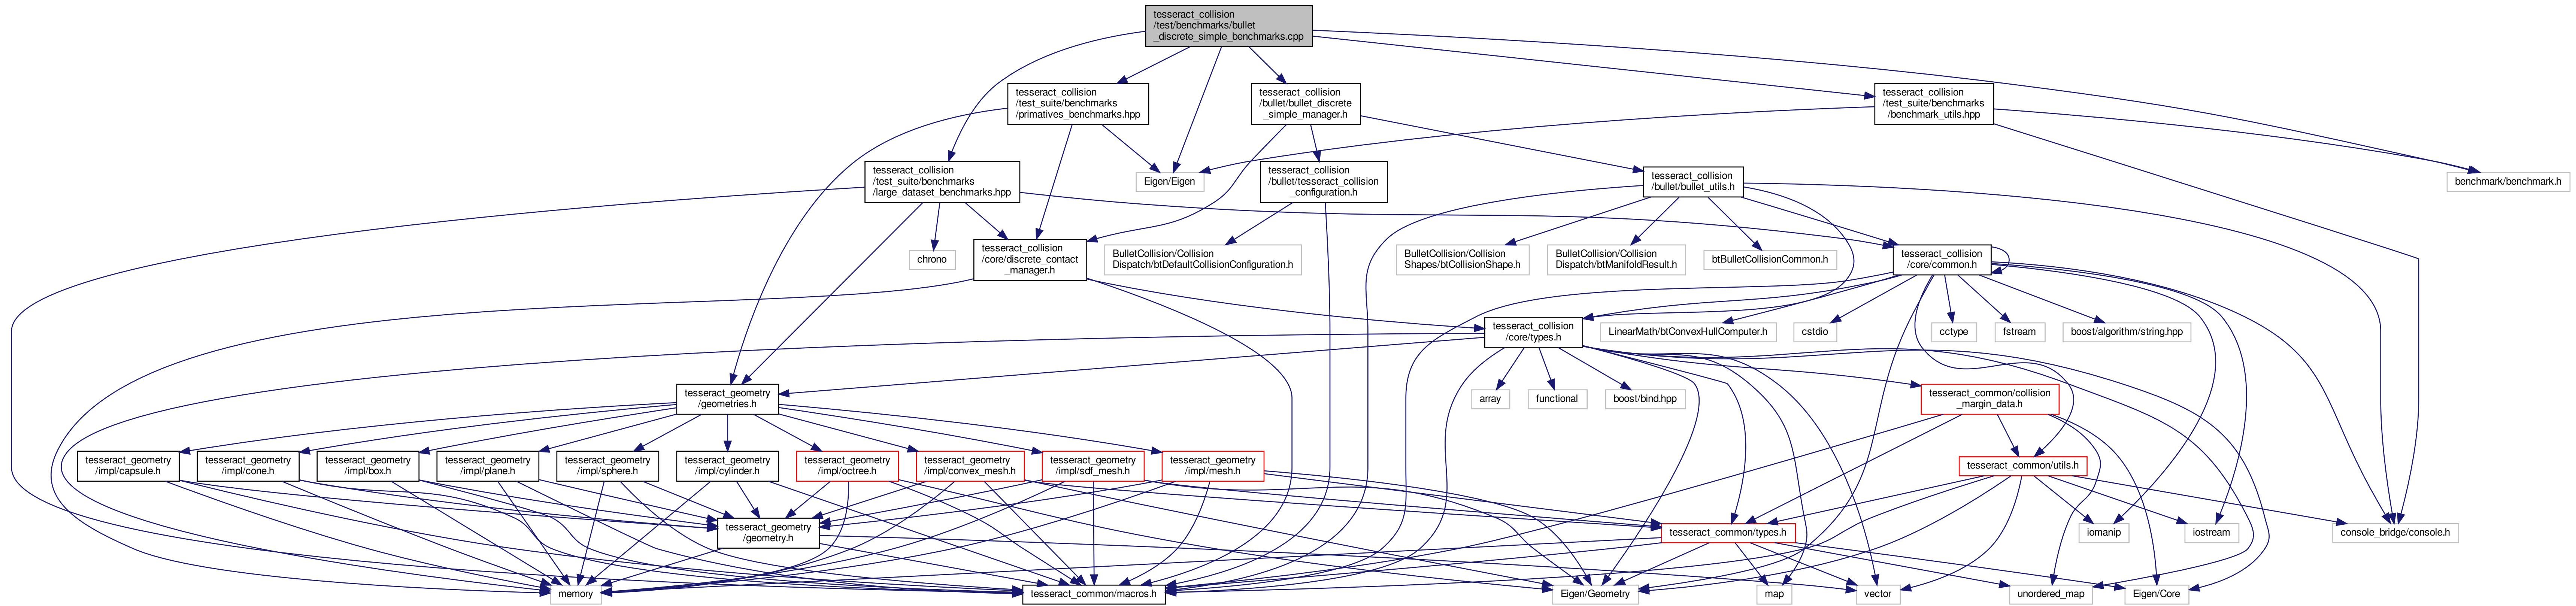 tesseract_collision
/test/benchmarks/bullet
_discrete_simple_benchmarks.cpp
tesseract_collision
/test_suite/benchmarks
/primatives_benchmarks.hpp
tesseract_collision
/bullet/bullet_discrete
_simple_manager.h
tesseract_collision
/test_suite/benchmarks
/benchmark_utils.hpp
tesseract_collision
/test_suite/benchmarks
/large_dataset_benchmarks.hpp
Eigen/Eigen
tesseract_collision
/bullet/tesseract_collision
_configuration.h
tesseract_collision
/bullet/bullet_utils.h
benchmark/benchmark.h
chrono
tesseract_collision
/core/discrete_contact
_manager.h
BulletCollision/Collision
Dispatch/btDefaultCollisionConfiguration.h
BulletCollision/Collision
Shapes/btCollisionShape.h
BulletCollision/Collision
Dispatch/btManifoldResult.h
btBulletCollisionCommon.h
tesseract_collision
/core/common.h
tesseract_collision
/core/types.h
LinearMath/btConvexHullComputer.h
cstdio
cctype
fstream
boost/algorithm/string.hpp
tesseract_geometry
/geometries.h
array
functional
boost/bind.hpp
tesseract_common/collision
_margin_data.h
tesseract_geometry
/impl/capsule.h
tesseract_geometry
/impl/cone.h
tesseract_geometry
/impl/box.h
tesseract_geometry
/impl/plane.h
tesseract_geometry
/impl/sphere.h
tesseract_geometry
/impl/cylinder.h
tesseract_geometry
/impl/octree.h
tesseract_geometry
/impl/convex_mesh.h
tesseract_geometry
/impl/sdf_mesh.h
tesseract_geometry
/impl/mesh.h
tesseract_common/utils.h
tesseract_geometry
/geometry.h
tesseract_common/types.h
iomanip
iostream
console_bridge/console.h
memory
tesseract_common/macros.h
Eigen/Geometry
map
vector
unordered_map
Eigen/Core